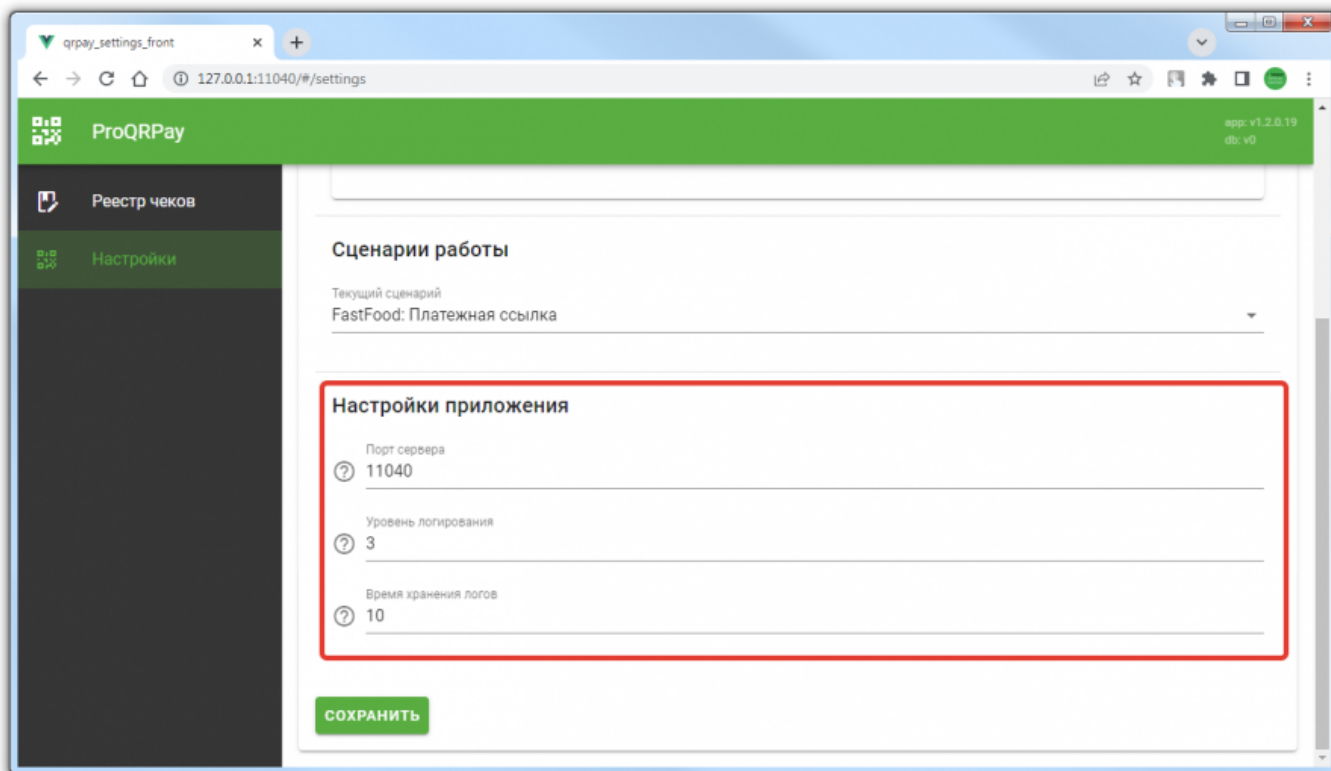 qrpay_settings_front
127.0.0.1:11040/#/settings
ProQRPay
app: v1.2.0.19
db: v0
Реестр чеков
Настройки
Сценарии работы
Текущий сценарий
FastFood: Платежная ссылка
Настройки приложения
Порт сервера
11040
Уровень логирования
3
Время хранения логов
10
СОХРАНИТЬ